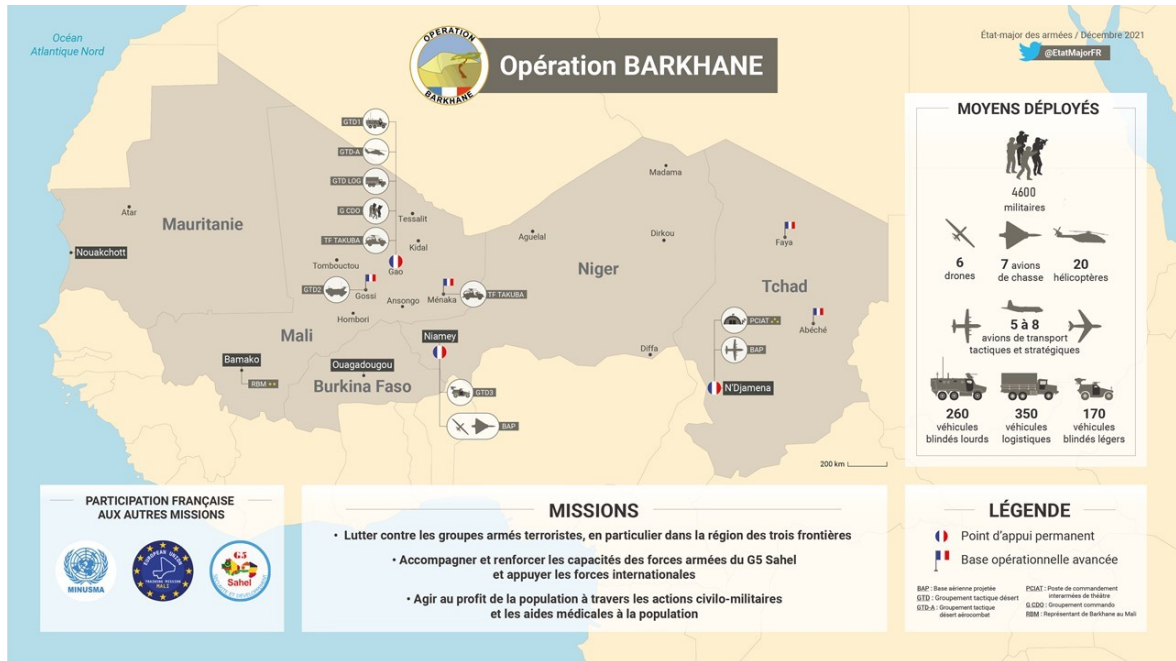 Océan
Atlantique Nord
OPERATION
BARKHANE
Opération BARKHANE
État-major des armées / Décembre 2021
@EtatMajorFR
GTD1
GTD-A
GTD LOG
G.CDO
TF TAKUBA
Tessalit
Kidal
Tombouctou
Gao
GTD2
Gossi
Ansongo
Ménaka
TF TAKUBA
Hombori
Atar
Mauritanie
Nouakchott
Mali
Bamako
RBM
Ouagadougou
Burkina Faso
Niamey
GTD3
BAP
Aguelal
Niger
Madama
Dirkou
Diffa
Faya
Tchad
Abéché
PCIAT
BAP
N'Djamena
200 km
MOYENS DÉPLOYÉS
4600
militaires
6
drones
7 avions
de chasse
20
hélicoptères
5 à 8
avions de transport
tactiques et stratégiques
260
véhicules
blindés lourds
350
véhicules
logistiques
170
véhicules
blindés légers
PARTICIPATION FRANÇAISE
AUX AUTRES MISSIONS
MINUSMA
EUROPEAN UNION
TRAINING MISSION
MALI
G5
Sahel
MISSIONS
• Lutter contre les groupes armés terroristes, en particulier dans la région des trois frontières
• Accompagner et renforcer les capacités des forces armées du G5 Sahel
et appuyer les forces internationales
• Agir au profit de la population à travers les actions civilo-militaires
et les aides médicales à la population
LÉGENDE
Point d'appui permanent
Base opérationnelle avancée
BAP : Base aérienne projetée
GTD : Groupement tactique désert
GTD-A : Groupement tactique
désert aérocombat
PCIAT : Poste de commandement
interarmées de théâtre
G.CDO : Groupement commando
RBM : Représentant de Barkhane au Mali